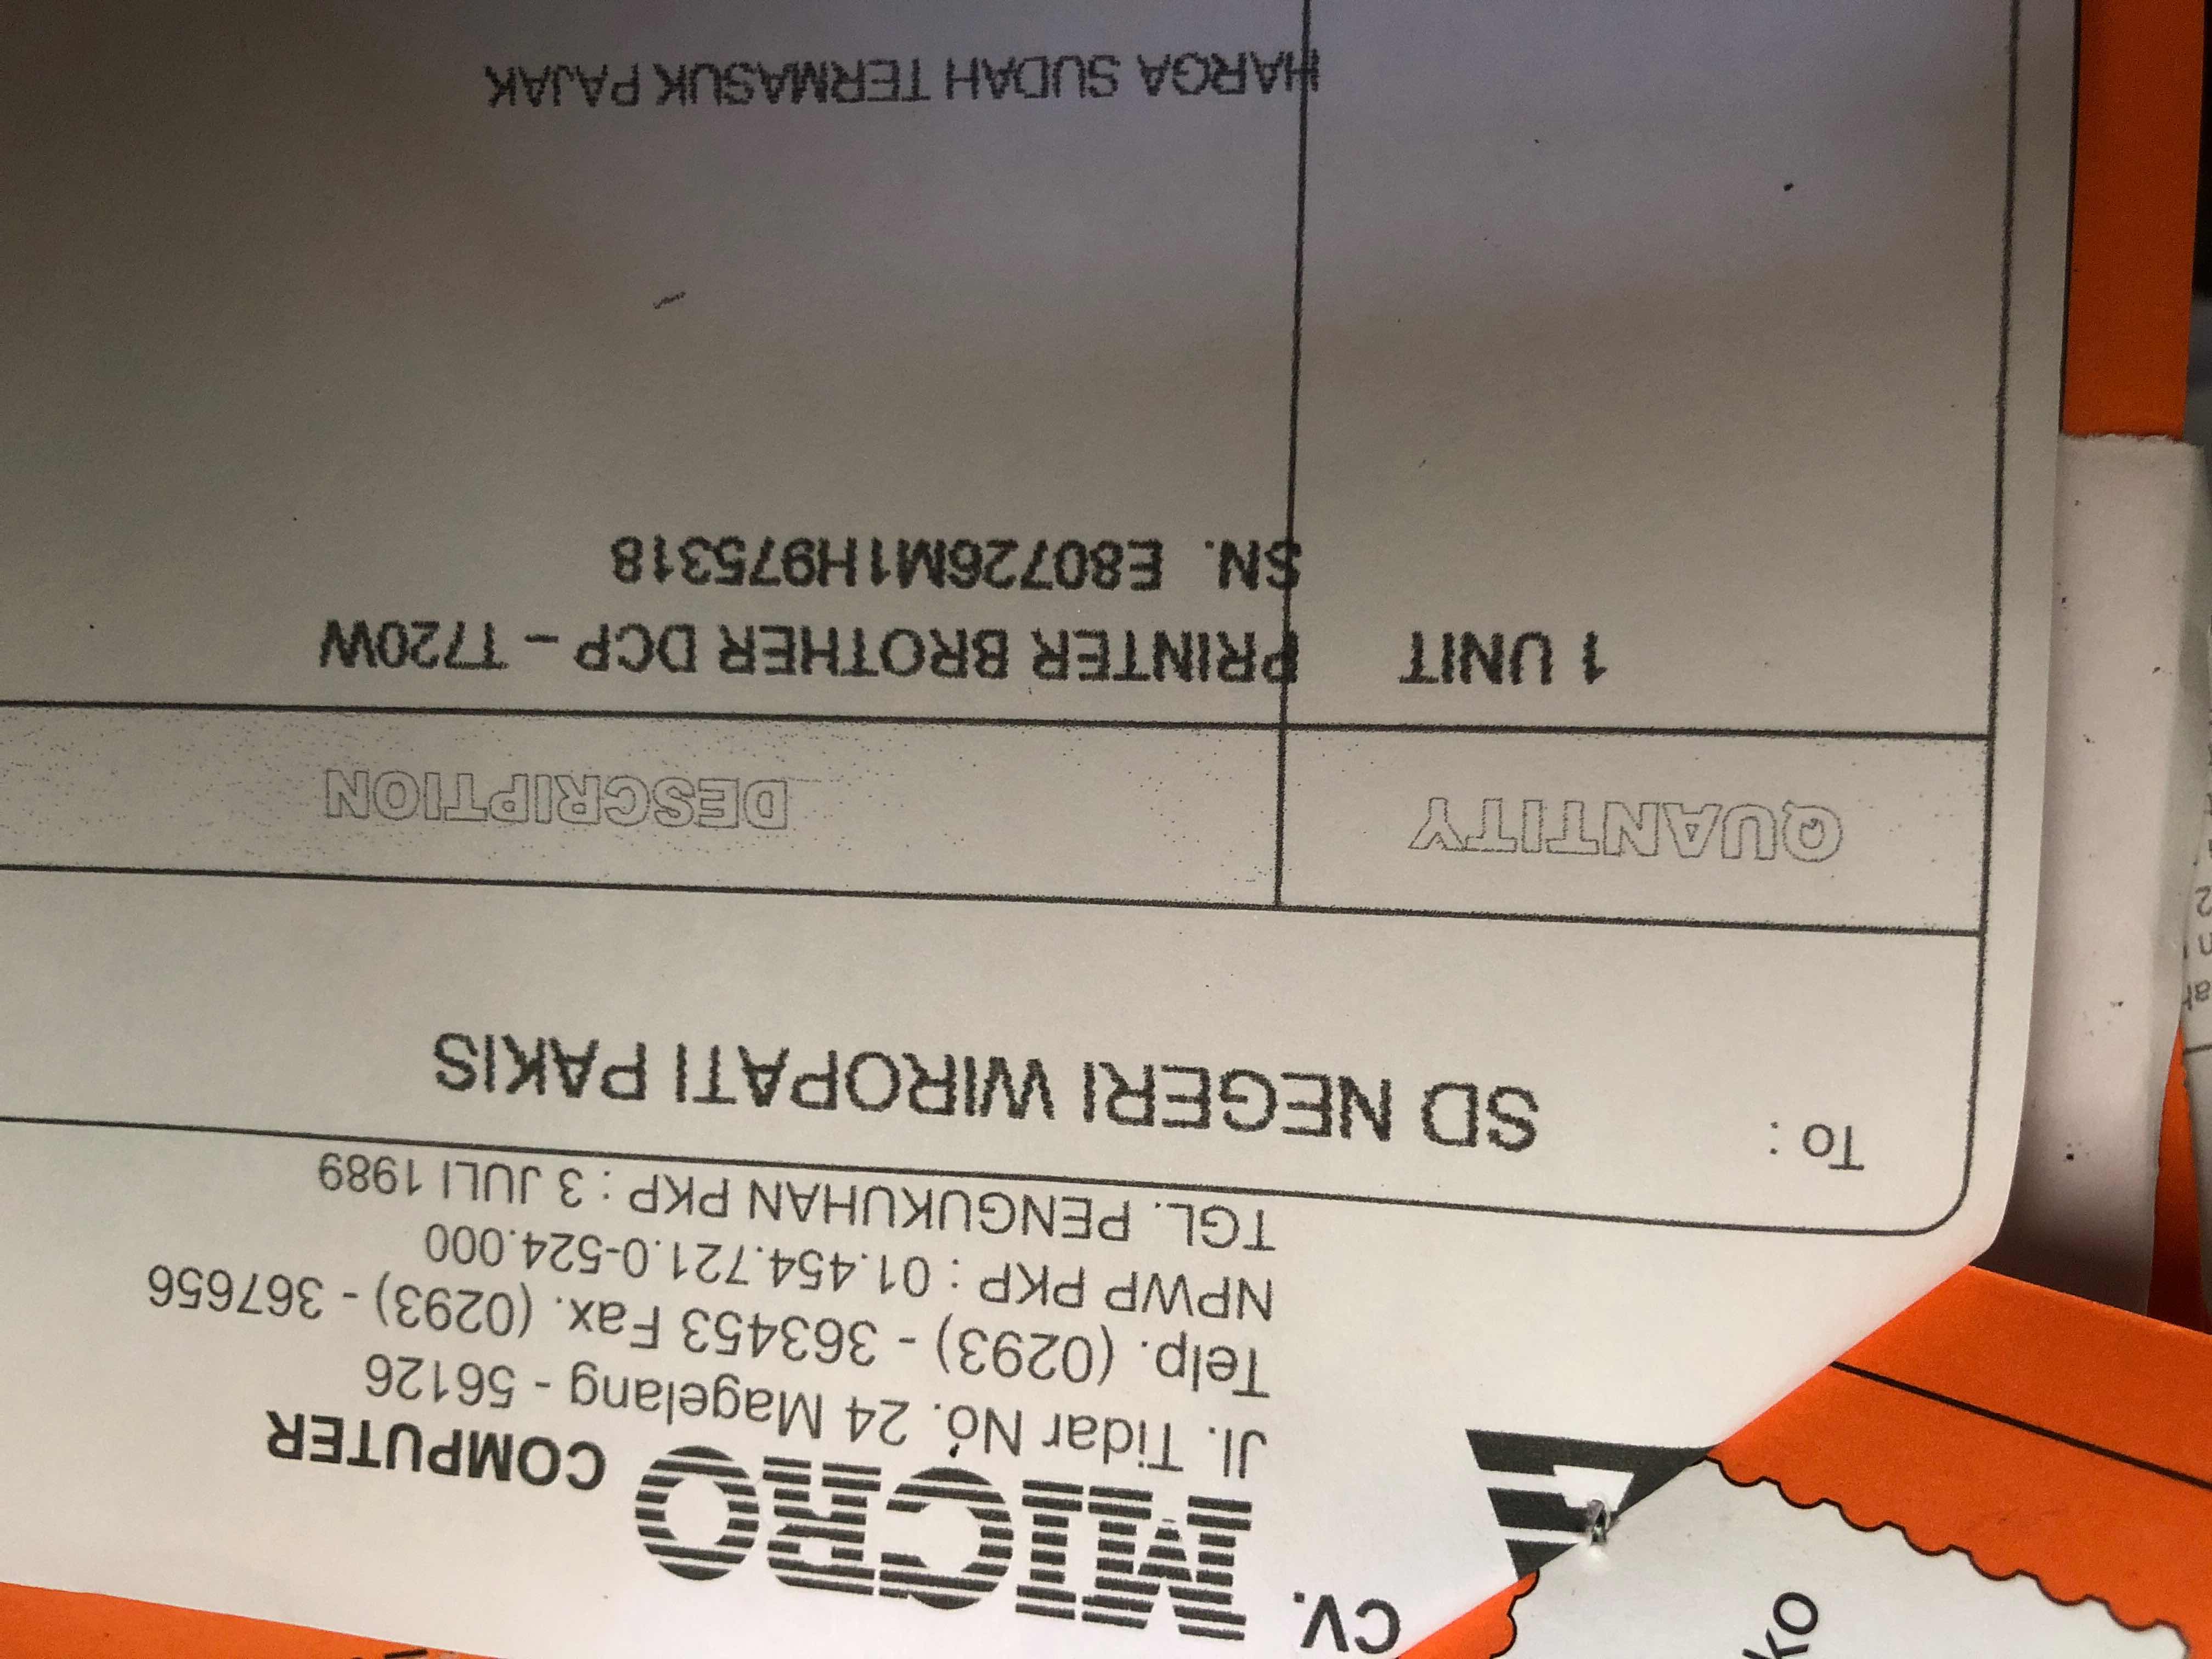 CV. MICRO COMPUTER
Jl. Tidar No. 24 Magelang - 56126
Telp. (0293) - 363453 Fax. (0293) - 367656
NPWP PKP : 01.454.721.0-524.000
TGL. PENGUKUHAN PKP : 3 JULI 1989
To : SD NEGERI WIROPATI PAKIS
QUANTITY DESCRIPTION
1 UNIT PRINTER BROTHER DCP – T720W
SN. E80726M1H975318
HARGA SUDAH TERMASUK PAJAK
ko